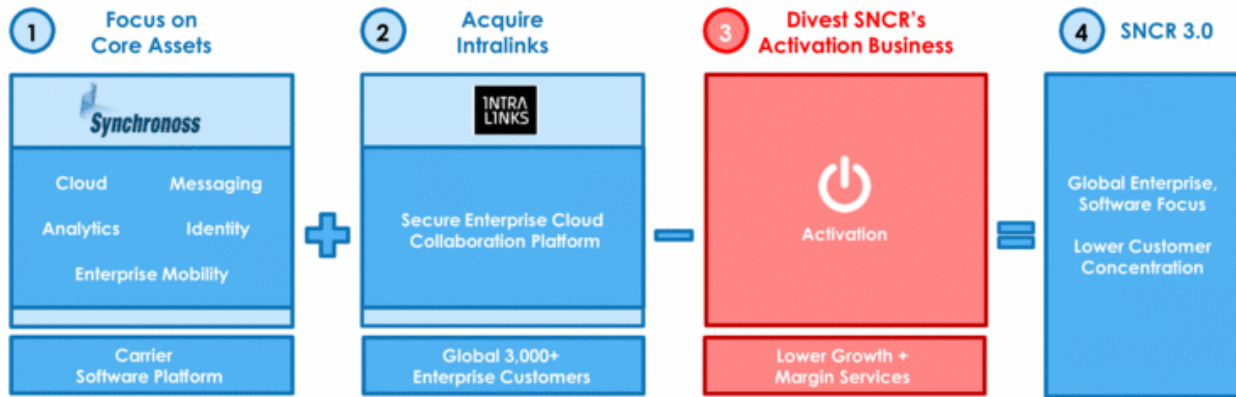 1
Focus on
Core Assets
Synchronoss
Cloud Messaging
Analytics Identity
Enterprise Mobility
Carrier
Software Platform
2
Acquire
Intralinks
INTRA
LINKS
Secure Enterprise Cloud
Collaboration Platform
Global 3,000+
Enterprise Customers
3
Divest SNCR's
Activation Business
Activation
Lower Growth +
Margin Services
4
SNCR 3.0
Global Enterprise,
Software Focus
Lower Customer
Concentration